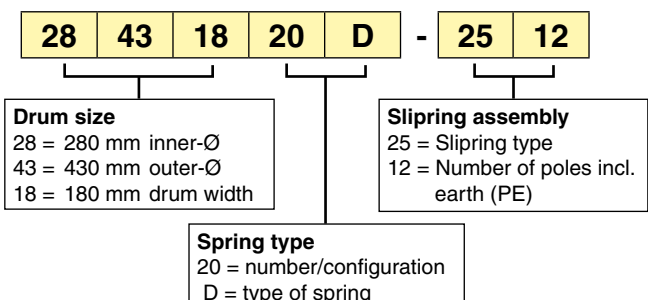 28 43 18 20 D - 25 12
Drum size
28 = 280 mm inner-Ø
43 = 430 mm outer-Ø
18 = 180 mm drum width
Slipring assembly
25 = Slipring type
12 = Number of poles incl.
earth (PE)
Spring type
20 = number/configuration
D = type of spring